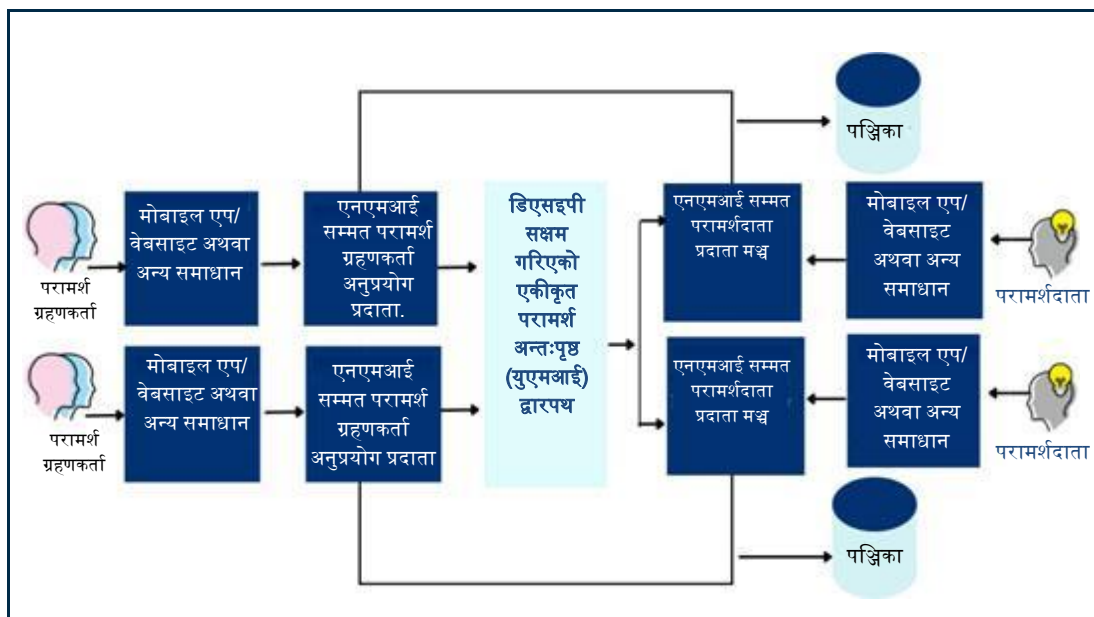 पञ्जिका
मोबाइल एप/
वेबसाइट अथवा
अन्य समाधान
एनएमआई
सम्मत परामर्श
ग्रहणकर्ता
अनुप्रयोग
प्रदाता.
डिएसइपी
सक्षम
गरिएको
एकीकृत
परामर्श
अन्तःपृष्ठ
(युएमआई)
द्वारपथ
एनएमआई सम्मत
परामर्शदाता
प्रदाता मञ्च
मोबाइल एप/
वेबसाइट
अथवा अन्य
समाधान
परामर्श
ग्रहणकर्ता
परामर्शदाता
मोबाइल एप/
वेबसाइट अथवा
अन्य समाधान
एनएमआई
सम्मत परामर्श
ग्रहणकर्ता
अनुप्रयोग प्रदाता
एनएमआई सम्मत
परामर्शदाता
प्रदाता मञ्च
मोबाइल एप/
वेबसाइट
अथवा अन्य
समाधान
परामर्श
ग्रहणकर्ता
परामर्शदाता
पञ्जिका